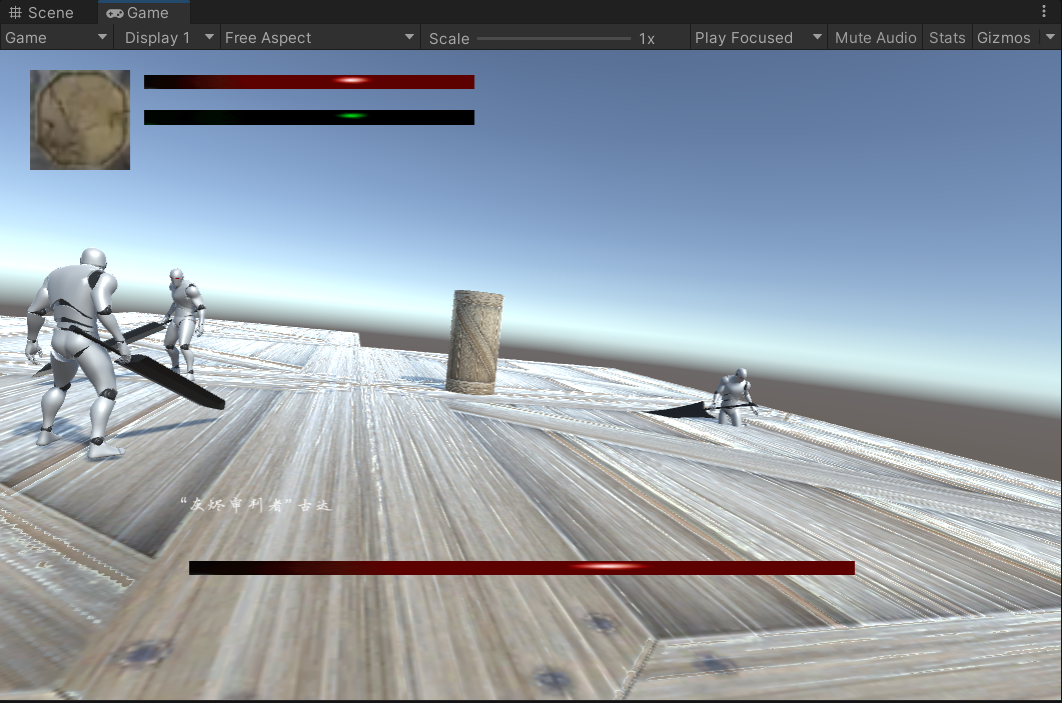 Scene Game
Game Display 1 Free Aspect Scale 1x Play Focused Mute Audio Stats Gizmos
“灰烬审判者”古达